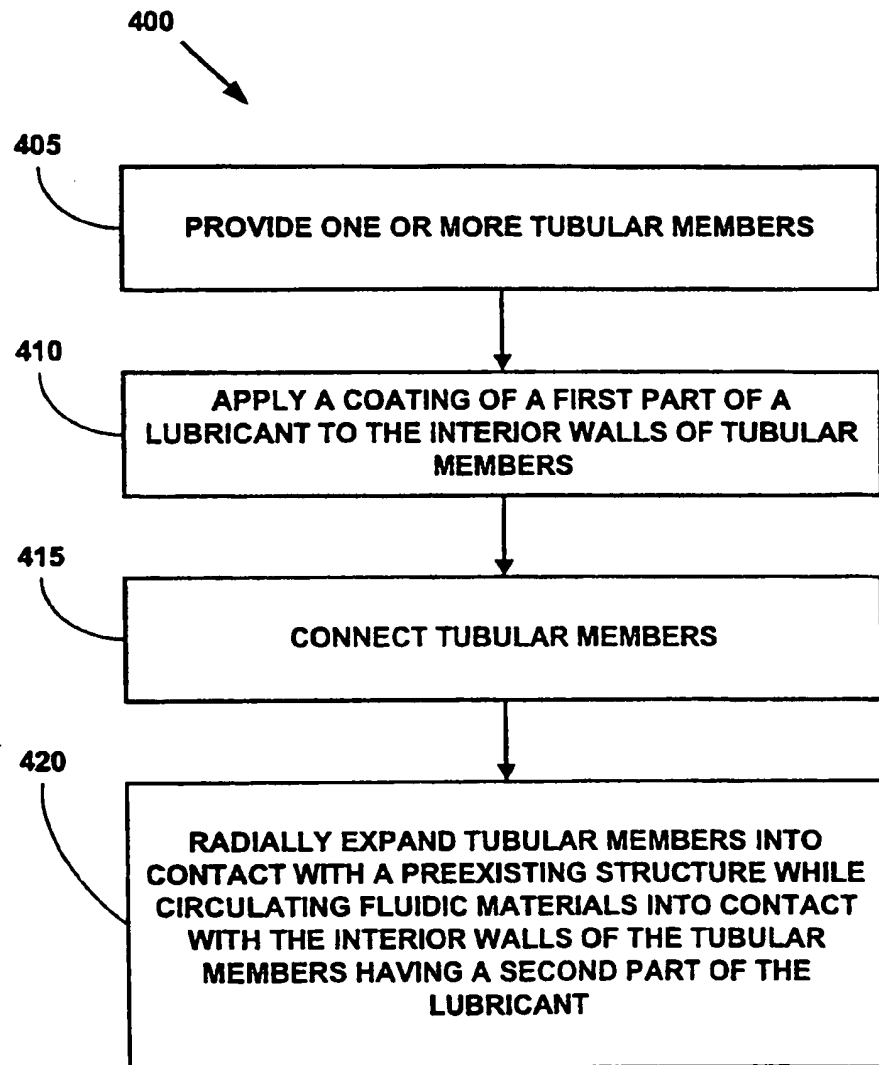 400
405
PROVIDE ONE OR MORE TUBULAR MEMBERS
410
APPLY A COATING OF A FIRST PART OF A
LUBRICANT TO THE INTERIOR WALLS OF TUBULAR
MEMBERS
415
CONNECT TUBULAR MEMBERS
420
RADIALLY EXPAND TUBULAR MEMBERS INTO
CONTACT WITH A PREEXISTING STRUCTURE WHILE
CIRCULATING FLUIDIC MATERIALS INTO CONTACT
WITH THE INTERIOR WALLS OF THE TUBULAR
MEMBERS HAVING A SECOND PART OF THE
LUBRICANT